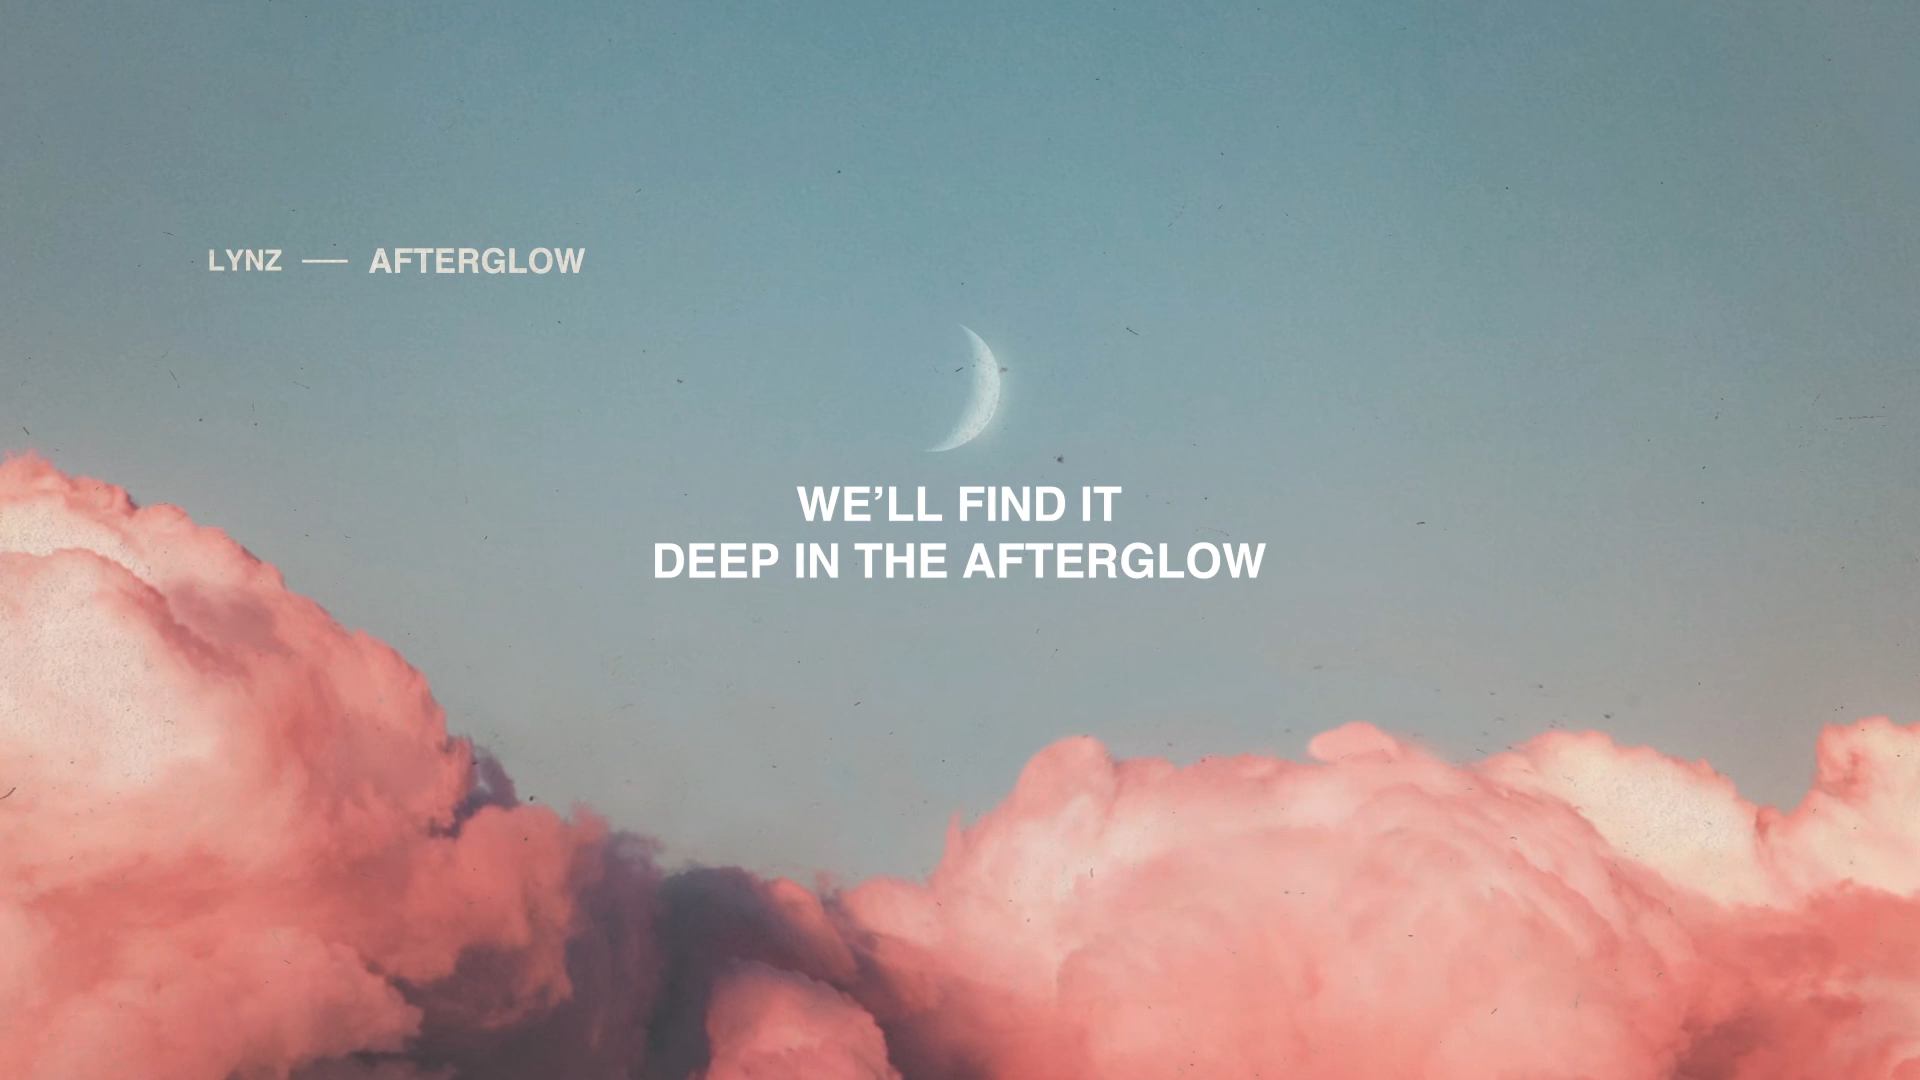 LYNZ — AFTERGLOW
WE’LL FIND IT
DEEP IN THE AFTERGLOW